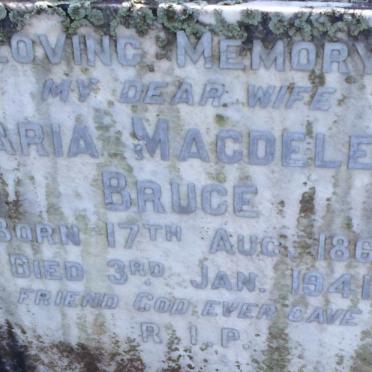 LOVING MEMORY
MY DEAR WIFE
ARIA MACDELE
BRUCE
BORN 17TH AUG. 186
DIED 3RD JAN. 1941
FRIEND GOD EVER GAVE
R.I.P.